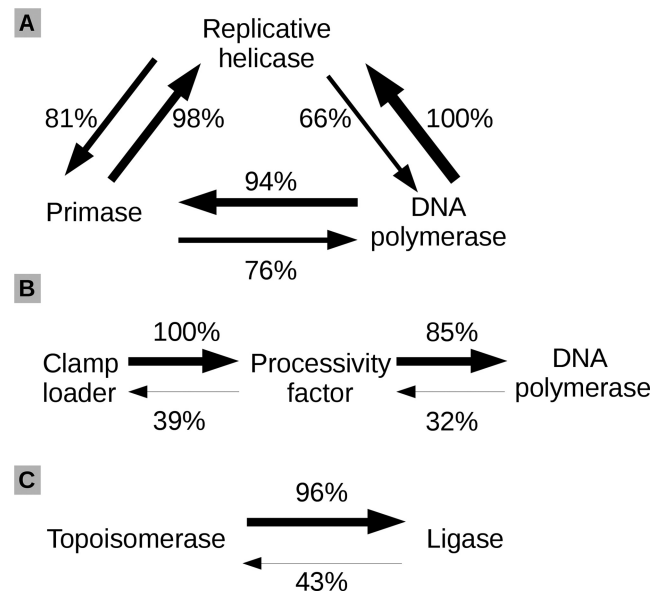 A
Replicative
helicase
81%
98%
66%
100%
94%
Primase
DNA
polymerase
76%
B
100%
85%
Clamp
loader
Processivity
factor
DNA
polymerase
39%
32%
C
96%
Topoisomerase
Ligase
43%